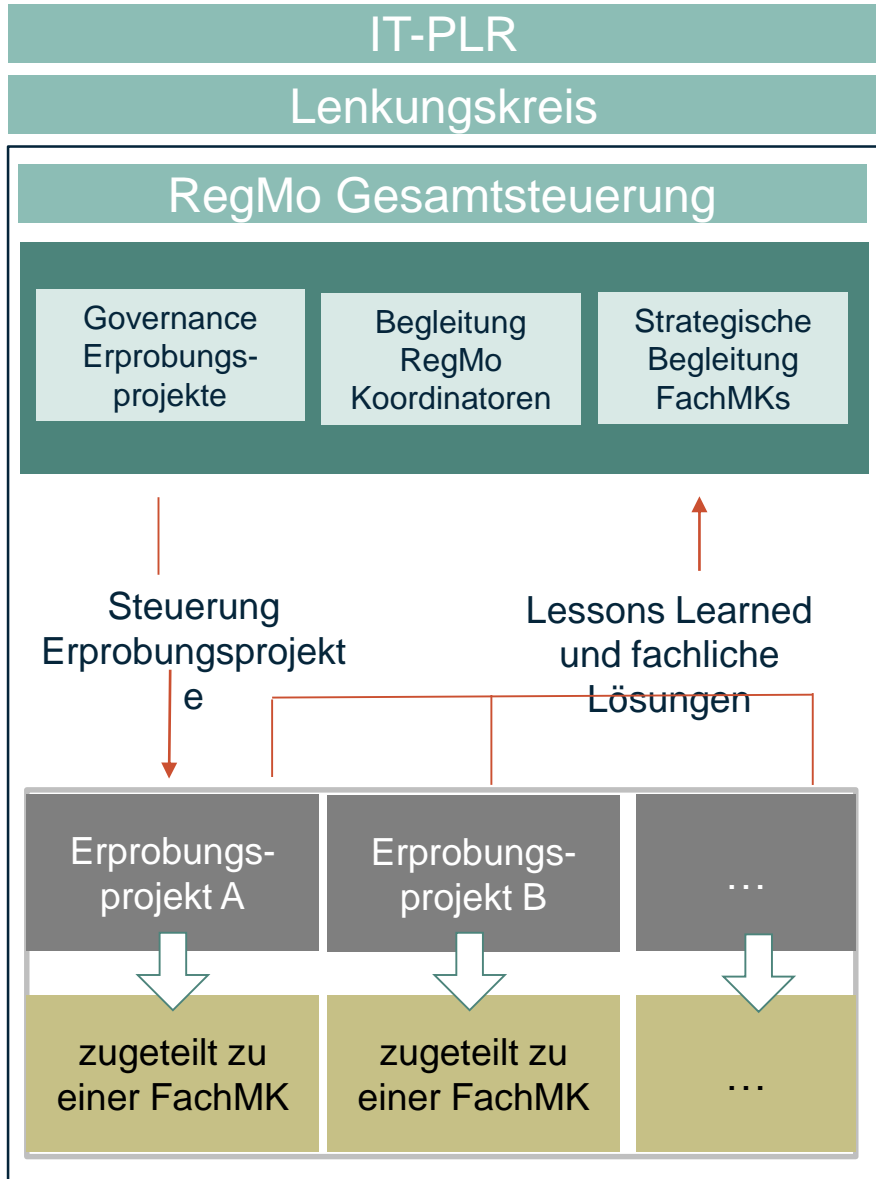 IT-PLR
Lenkungskreis
RegMo Gesamtsteuerung
Governance
Erprobungs-
projekte
Begleitung
RegMo
Koordinatoren
Strategische
Begleitung
FachMKs
Steuerung
Erprobungsprojekt
e
Lessons Learned
und fachliche
Lösungen
Erprobungs-
projekt A
Erprobungs-
projekt B
...
zugeteilt zu
einer FachMK
zugeteilt zu
einer FachMK
...